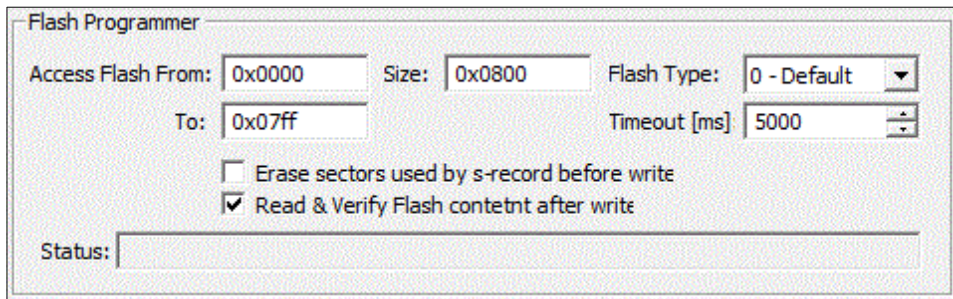 Flash Programmer
Access Flash From: 0x0000 Size: 0x0800 Flash Type: 0 - Default
To: 0x07ff Timeout [ms] 5000
Erase sectors used by s-record before write
Read & Verify Flash contetnt after write
Status: